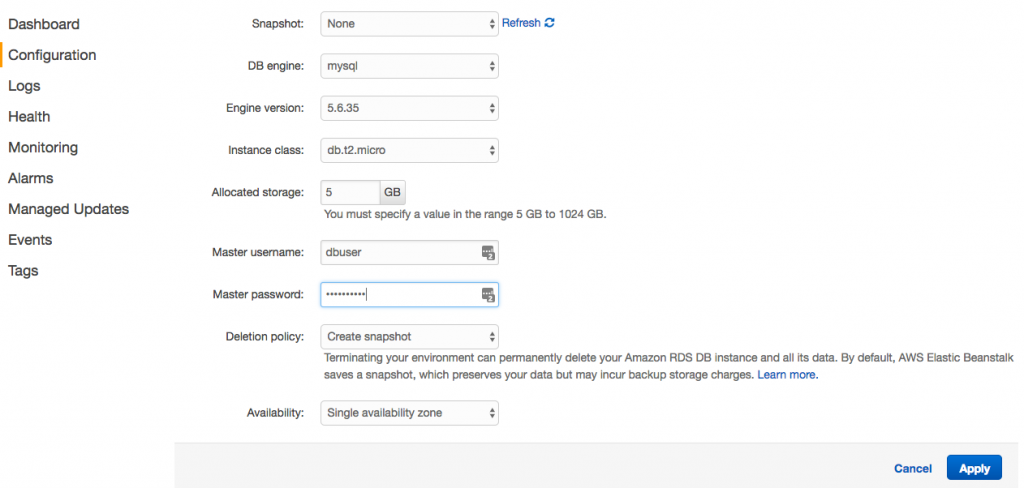 Dashboard
Configuration
Logs
Health
Monitoring
Alarms
Managed Updates
Events
Tags
Snapshot: None Refresh
DB engine: mysql
Engine version: 5.6.35
Instance class: db.t2.micro
Allocated storage: 5 GB
You must specify a value in the range 5 GB to 1024 GB.
Master username: dbuser
Master password: ••••••••••
Deletion policy: Create snapshot
Terminating your environment can permanently delete your Amazon RDS DB instance and all its data. By default, AWS Elastic Beanstalk
saves a snapshot, which preserves your data but may incur backup storage charges. Learn more.
Availability: Single availability zone
Cancel Apply